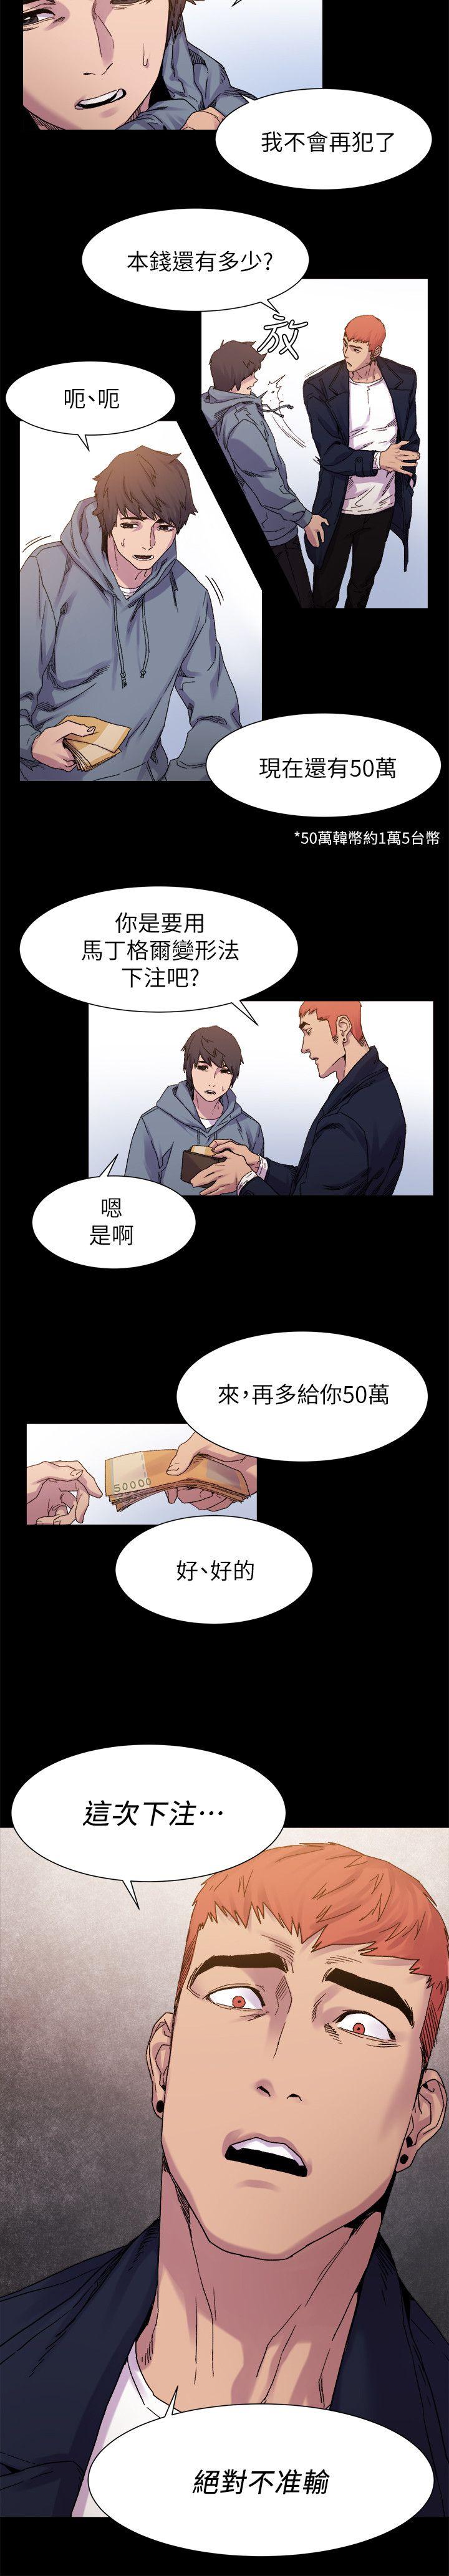 我不會再犯了
本錢還有多少?
放
呃、呃
現在還有50萬
*50萬韓幣約1萬5台幣
你是要用
馬丁格爾變形法
下注吧?
嗯
是啊
來,再多給你50萬
50000
好、好的
這次下注⋯
絕對不准輸